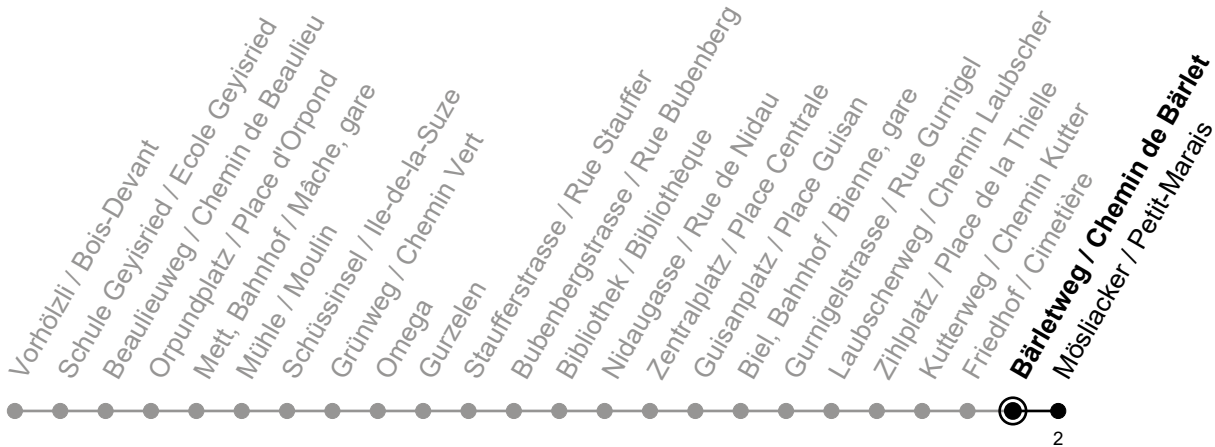 Vorhölzli / Bois-Devant
Schule Geyisried / Ecole Geyisried
Beaulieuweg / Chemin de Beaulieu
Orpundplatz / Place d'Orpond
Mett, Bahnhof / Mâche, gare
Mühle / Moulin
Schüssinsel / Ile-de-la-Suze
Grünweg / Chemin Vert
Omega
Gurzelen
Staufferstrasse / Rue Stauffer
Bubenbergstrasse / Rue Bubenberg
Bibliothek / Bibliothèque
Nidaugasse / Rue de Nidau
Zentralplatz / Place Centrale
Guisanplatz / Place Guisan
Biel, Bahnhof / Bienne, gare
Gurnigelstrasse / Rue Gurnigel
Laubscherweg / Chemin Laubscher
Zihlplatz / Place de la Thielle
Kutterweg / Chemin Kutter
Friedhof / Cimetière
Bärletweg / Chemin de Bärlet
Mösliacker / Petit-Marais
2